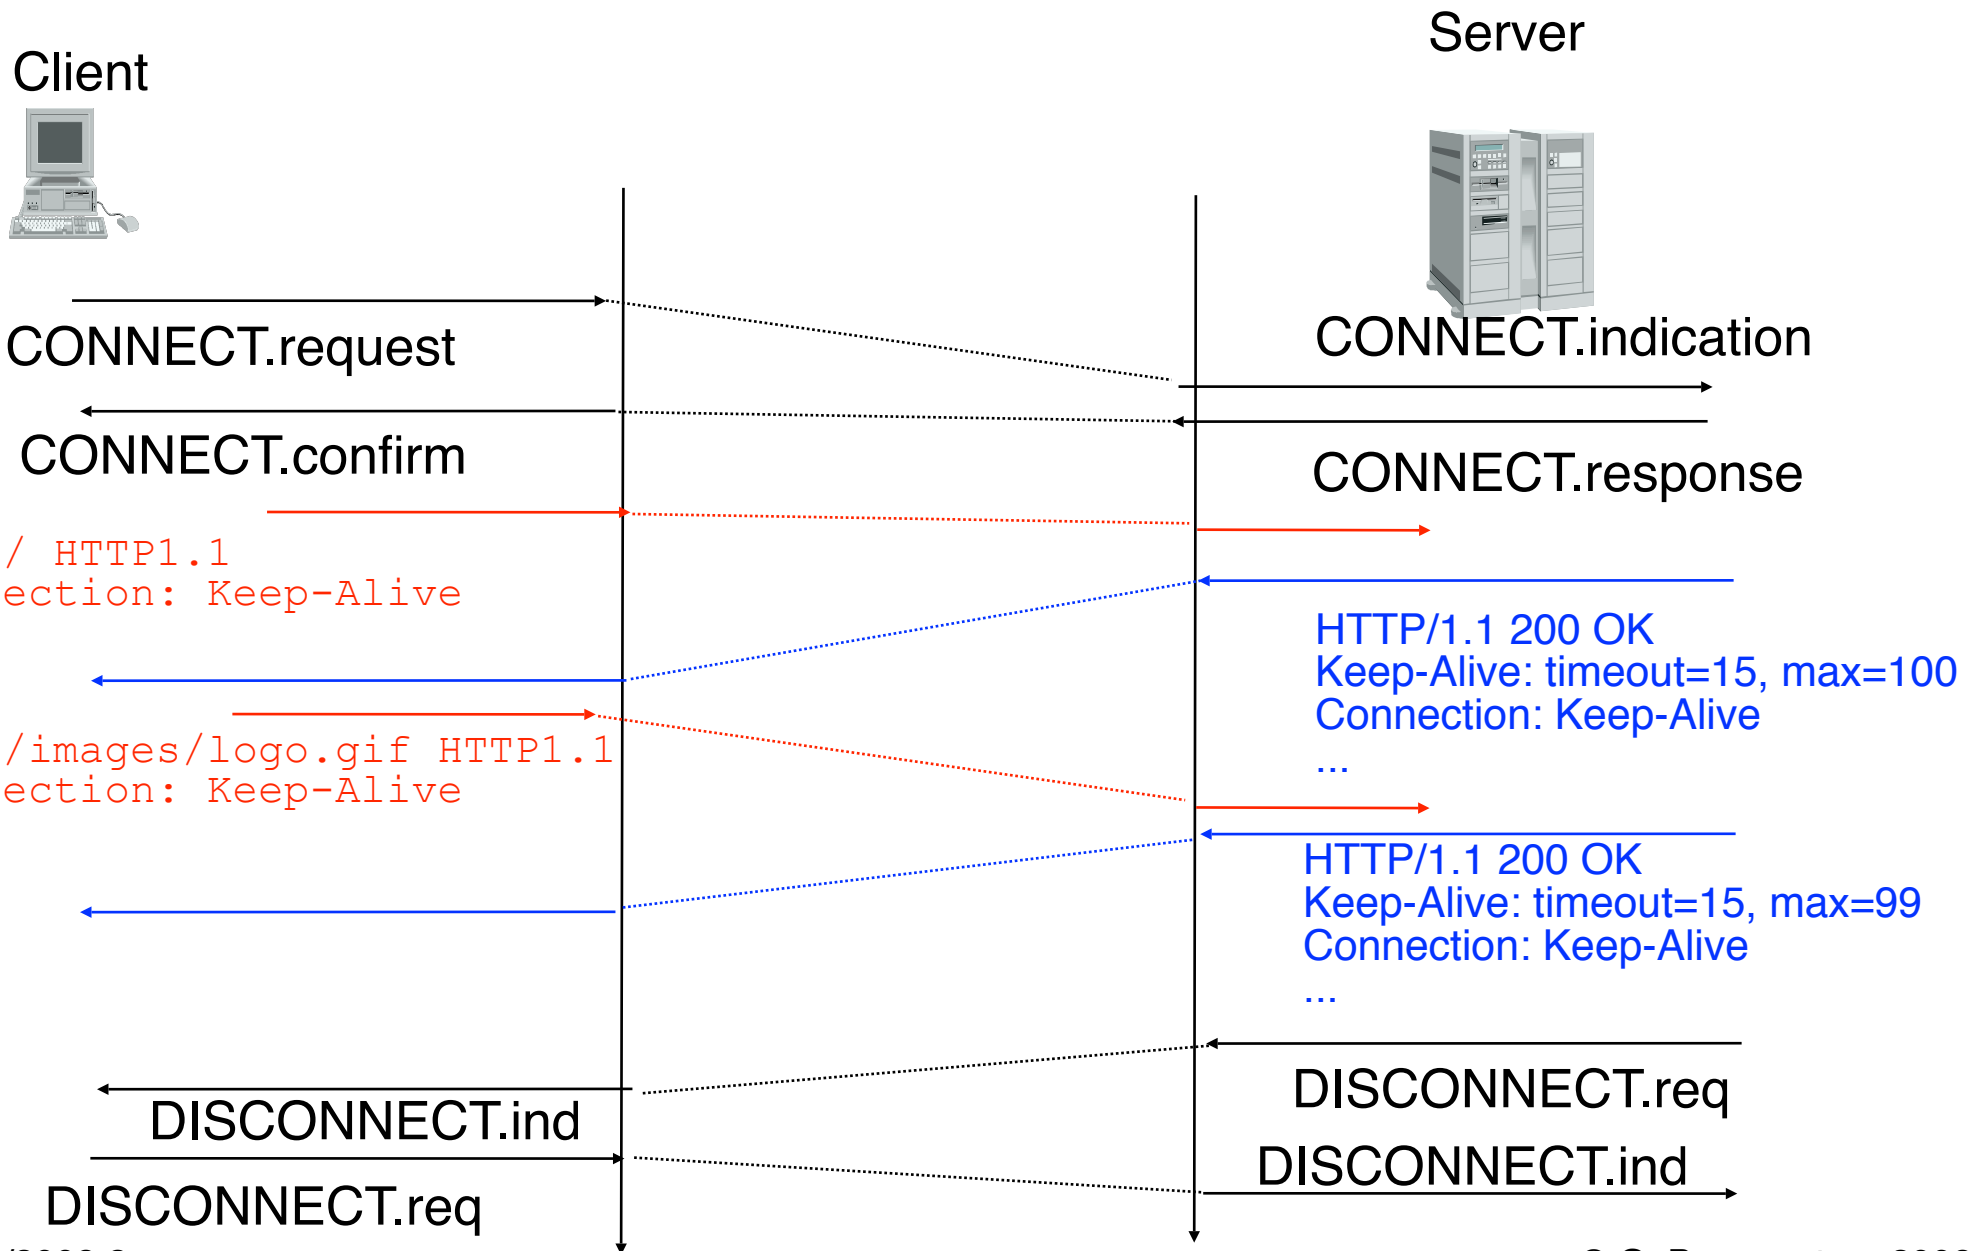 Server
Client
CONNECT.request
CONNECT.indication
CONNECT.confirm
CONNECT.response
/ HTTP1.1
ection: Keep-Alive
HTTP/1.1 200 OK
Keep-Alive: timeout=15, max=100
Connection: Keep-Alive
...
/images/logo.gif HTTP1.1
ection: Keep-Alive
HTTP/1.1 200 OK
Keep-Alive: timeout=15, max=99
Connection: Keep-Alive
...
DISCONNECT.req
DISCONNECT.ind
DISCONNECT.ind
DISCONNECT.req